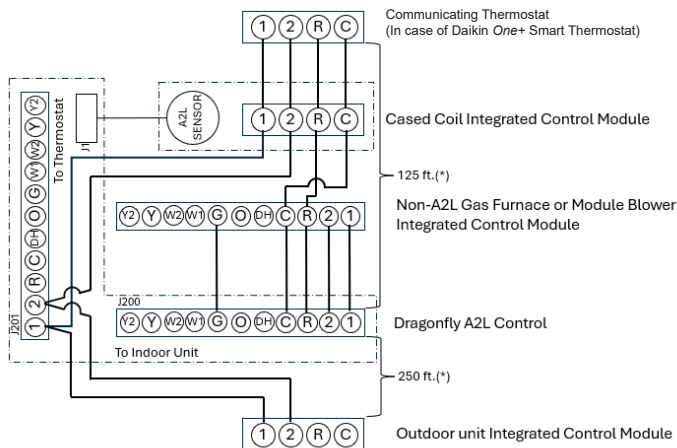 1 2 R C
Communicating Thermostat
(In case of Daikin One+ Smart Thermostat)
To Thermostat
J1
A2L
SENSOR
1 2 R C
Cased Coil Integrated Control Module
125 ft.(*)
Y2 Y W2 W1 G O DH C R 2 1
Non-A2L Gas Furnace or Module Blower
Integrated Control Module
Y2 Y W2 W1 G O DH C R 2 1
J201
J200
Y2 Y W2 W1 G O DH C R 2 1
Dragonfly A2L Control
To Indoor Unit
250 ft.(*)
1 2 R C
Outdoor unit Integrated Control Module